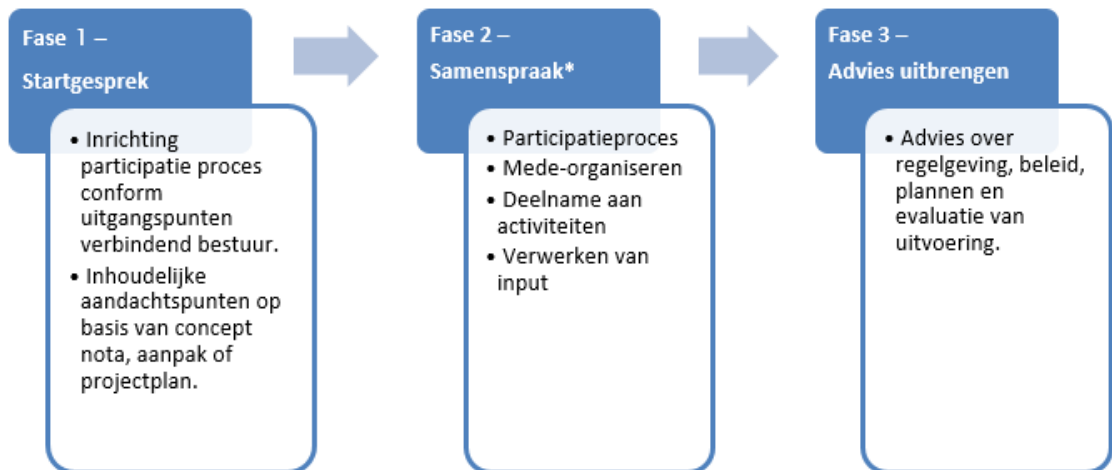 Fase 1 –
Startgesprek
• Inrichting
participatie proces
conform
uitgangspunten
verbindend bestuur.
• Inhoudelijke
aandachtspunten op
basis van concept
nota, aanpak of
projectplan.
Fase 2 –
Samenspraak*
• Participatieproces
• Mede-organiseren
• Deelname aan
activiteiten
• Verwerken van
input
Fase 3 –
Advies uitbrengen
• Advies over
regelgeving, beleid,
plannen en
evaluatie van
uitvoering.